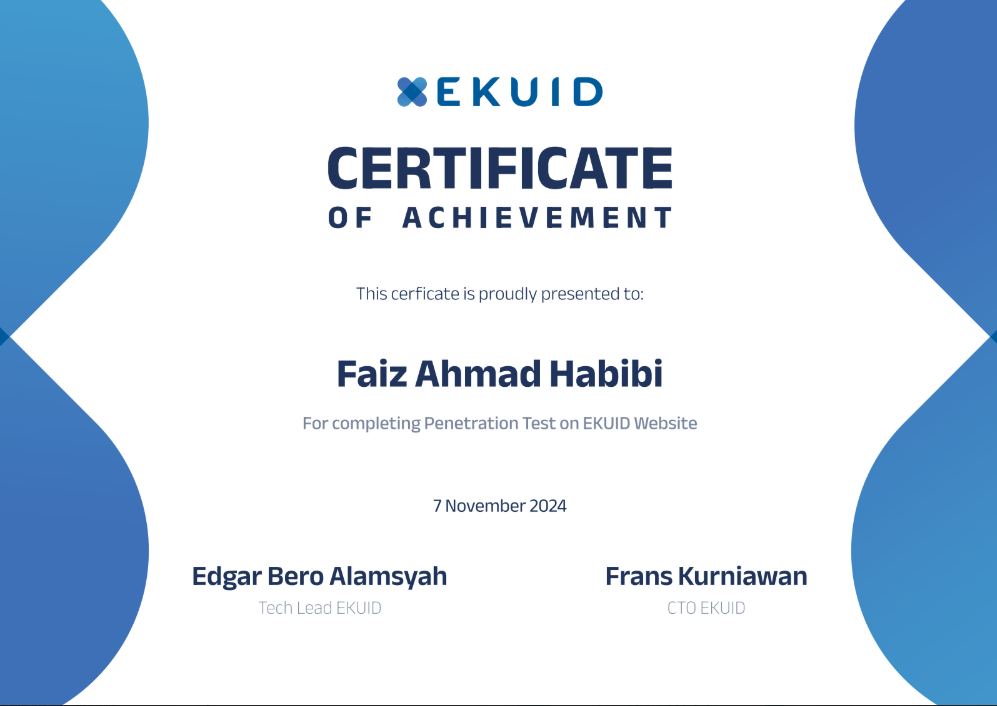 EKUID
CERTIFICATE
OF ACHIEVEMENT
This cerficate is proudly presented to:
Faiz Ahmad Habibi
For completing Penetration Test on EKUID Website
7 November 2024
Edgar Bero Alamsyah
Frans Kurniawan
Tech Lead EKUID
CTO EKUID